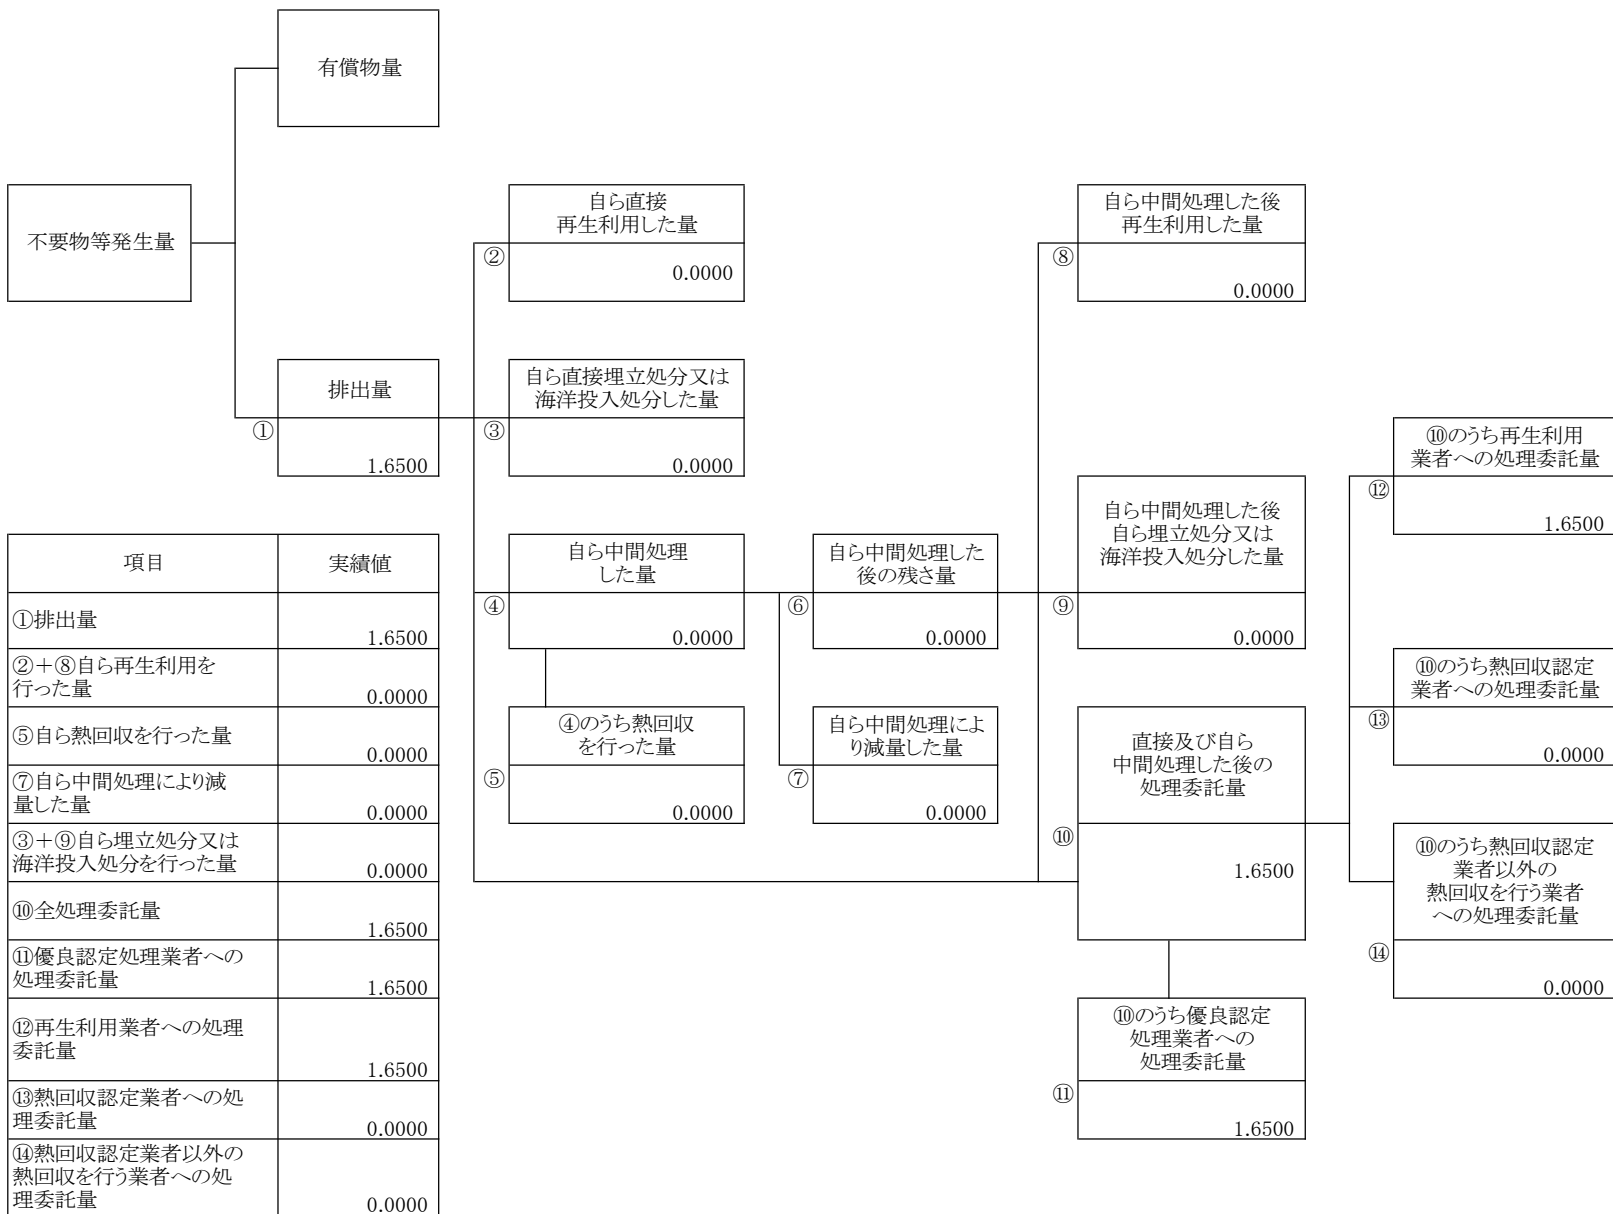 有償物量
不要物等発生量
自ら直接
再生利用した量
②
0.0000
自ら中間処理した後
再生利用した量
⑧
0.0000
排出量
①
1.6500
自ら直接埋立処分又は
海洋投入処分した量
③
0.0000
⑩のうち再生利用
業者への処理委託量
⑫
1.6500
自ら中間処理
した量
④
0.0000
自ら中間処理した
後の残さ量
⑥
0.0000
自ら中間処理した後
自ら埋立処分又は
海洋投入処分した量
⑨
0.0000
⑩のうち熱回収認定
業者への処理委託量
⑬
0.0000
④のうち熱回収
を行った量
⑤
0.0000
自ら中間処理によ
り減量した量
⑦
0.0000
直接及び自ら
中間処理した後の
処理委託量
⑩
1.6500
⑩のうち熱回収認定
業者以外の
熱回収を行う業者
への処理委託量
⑭
0.0000
⑩のうち優良認定
処理業者への
処理委託量
⑪
1.6500
項目 実績値
①排出量
1.6500
②＋⑧自ら再生利用を
行った量
0.0000
⑤自ら熱回収を行った量
0.0000
⑦自ら中間処理により減
量した量
0.0000
③＋⑨自ら埋立処分又は
海洋投入処分を行った量
0.0000
⑩全処理委託量
1.6500
⑪優良認定処理業者への
処理委託量
1.6500
⑫再生利用業者への処理
委託量
1.6500
⑬熱回収認定業者への処
理委託量
0.0000
⑭熱回収認定業者以外の
熱回収を行う業者への処
理委託量
0.0000